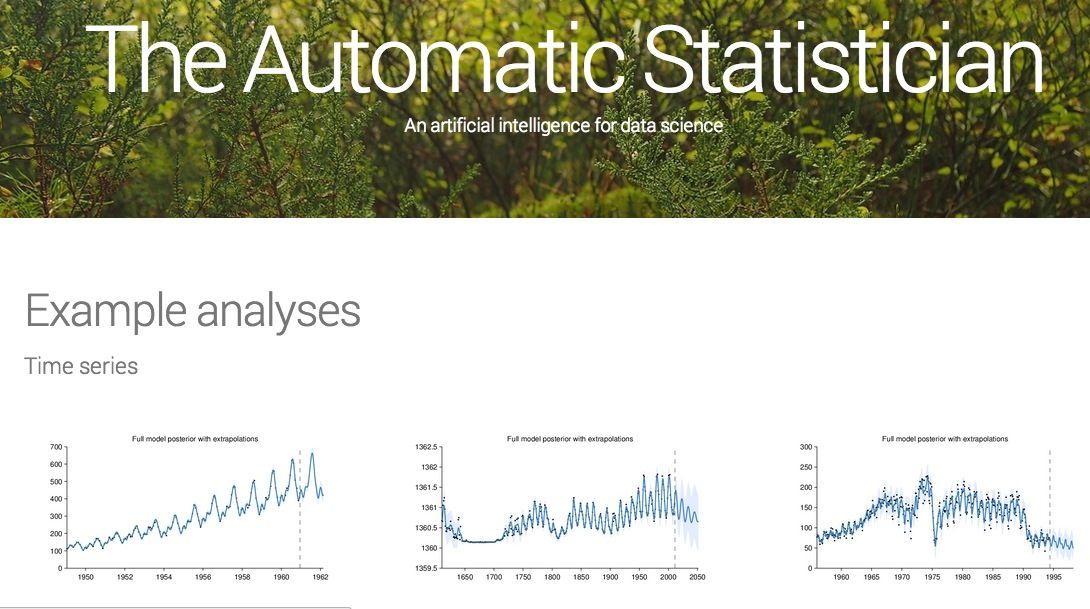 The Automatic Statistician
An artificial intelligence for data science
Example analyses
Time series
Full model posterior with extrapolations
700
600
500
400
300
200
100
0
1950 1952 1954 1956 1958 1960 1962
Full model posterior with extrapolations
1362.5
1362
1361.5
1361
1360.5
1360
1359.5
1650 1700 1750 1800 1850 1900 1950 2000 2050
Full model posterior with extrapolations
300
250
200
150
100
50
0
1960 1965 1970 1975 1980 1985 1990 1995